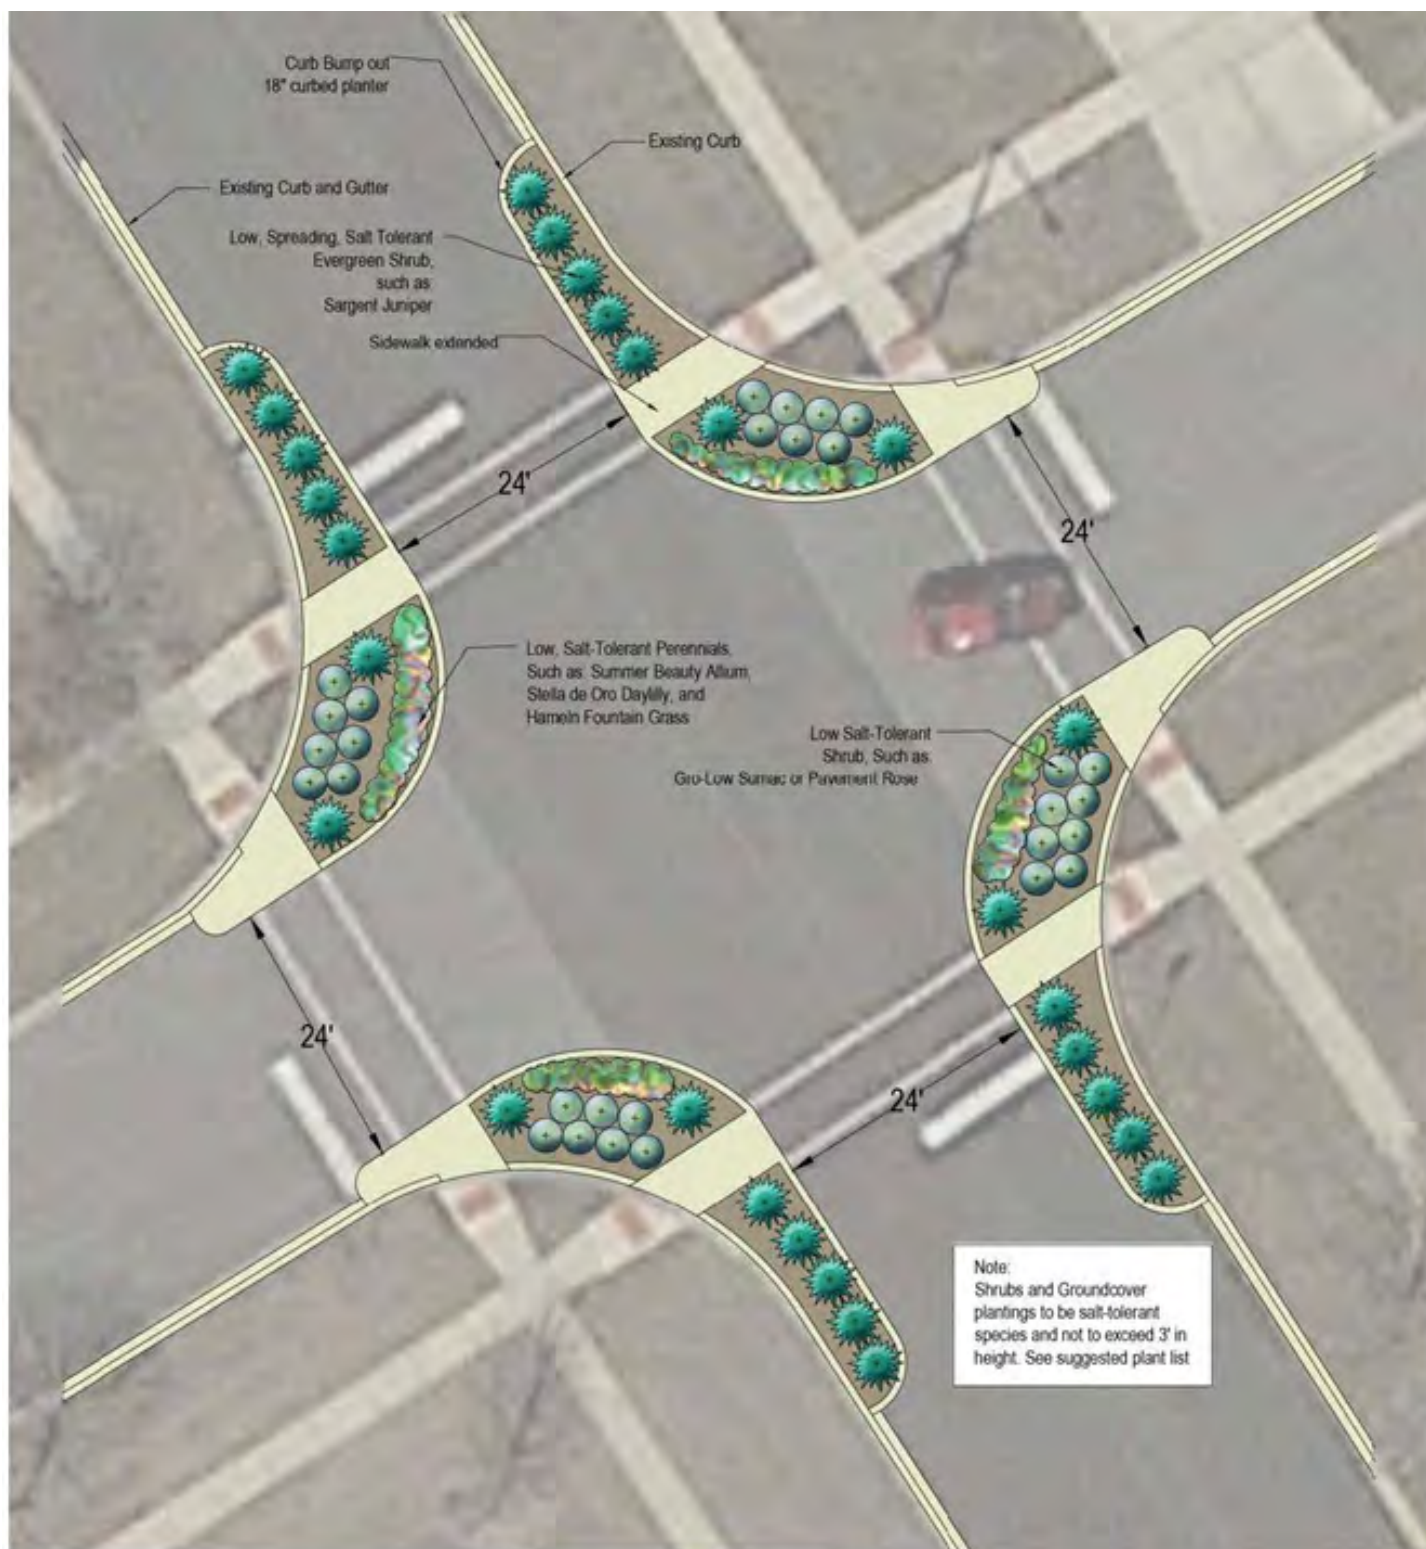 Curb Bump out
18" curbed planter
Existing Curb
Existing Curb and Gutter
Low, Spreading, Salt Tolerant
Evergreen Shrub,
such as:
Sargent Juniper
Sidewalk extended
24'
24'
Low, Salt-Tolerant Perennials,
Such as: Summer Beauty Allum,
Stella de Oro Daylilly, and
Hameln Fountain Grass
Low Salt-Tolerant
Shrub, Such as:
Gro-Low Sumac or Pavement Rose
24'
24'
Note:
Shrubs and Groundcover
plantings to be salt-tolerant
species and not to exceed 3' in
height. See suggested plant list